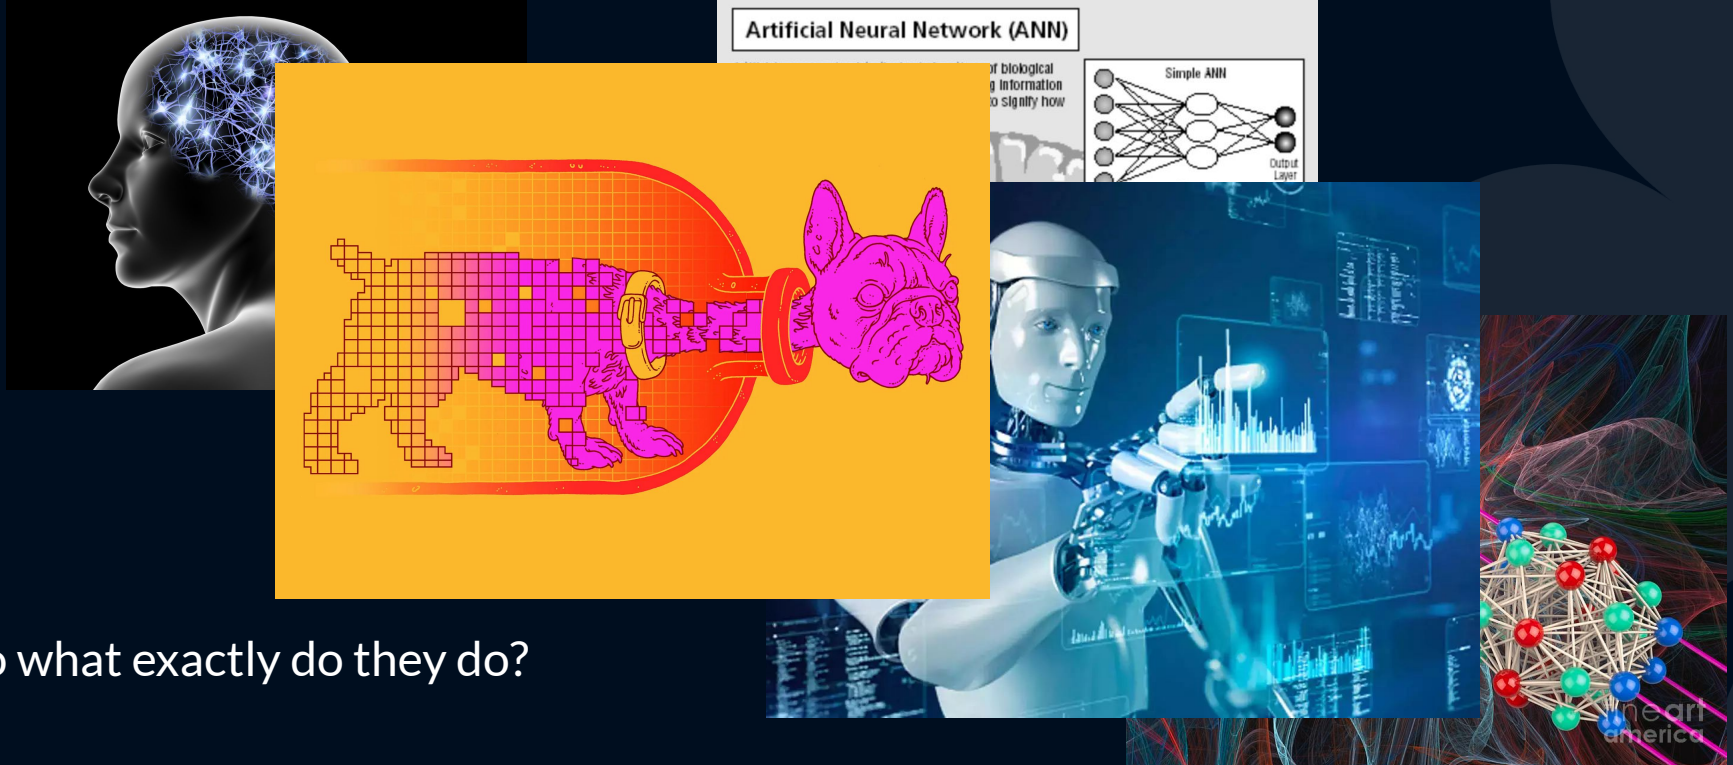 Artificial Neural Network (ANN)
of biological
g information
to signify how
Simple ANN
Output
Layer
what exactly do they do?
fineart
america